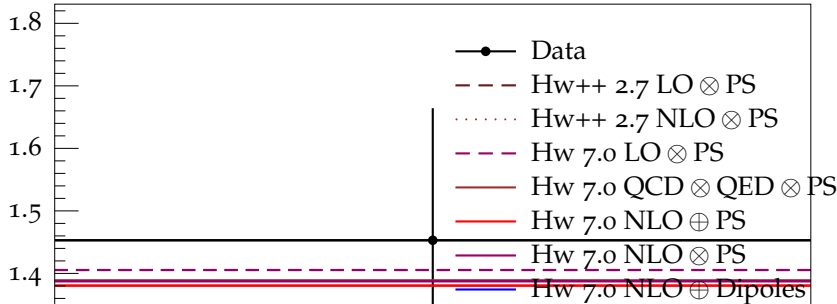 1.8
1.7
1.6
1.5
1.4
Data
Hw++ 2.7 LO ⊗ PS
Hw++ 2.7 NLO ⊗ PS
Hw 7.0 LO ⊗ PS
Hw 7.0 QCD ⊗ QED ⊗ PS
Hw 7.0 NLO ⊕ PS
Hw 7.0 NLO ⊗ PS
Hw 7.0 NLO ⊕ Dipoles